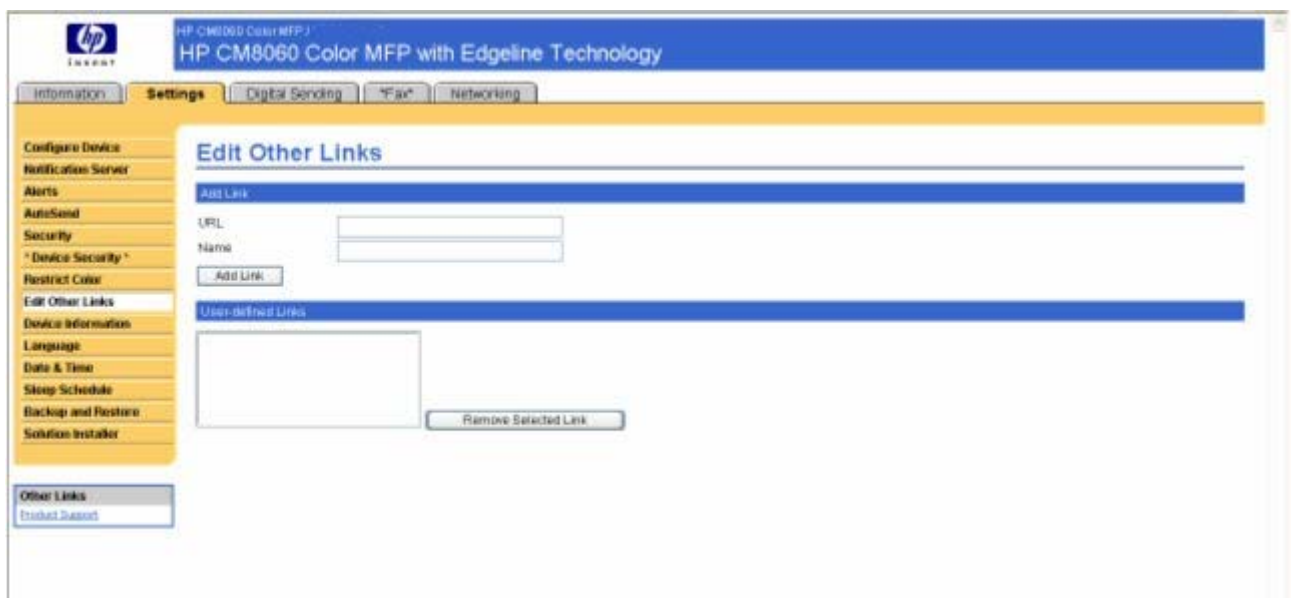 hp
invent
HP CM8060 Color MFP /
HP CM8060 Color MFP with Edgeline Technology
Information
Settings
Digital Sending
"Fax"
Networking
Configure Device
Notification Server
Alerts
AutoSend
Security
* Device Security *
Restrict Color
Edit Other Links
Device Information
Language
Date & Time
Sleep Schedule
Backup and Restore
Solution Installer
Other Links
Product Support
Edit Other Links
Add Link
URL
Name
Add Link
User-defined Links
Remove Selected Link